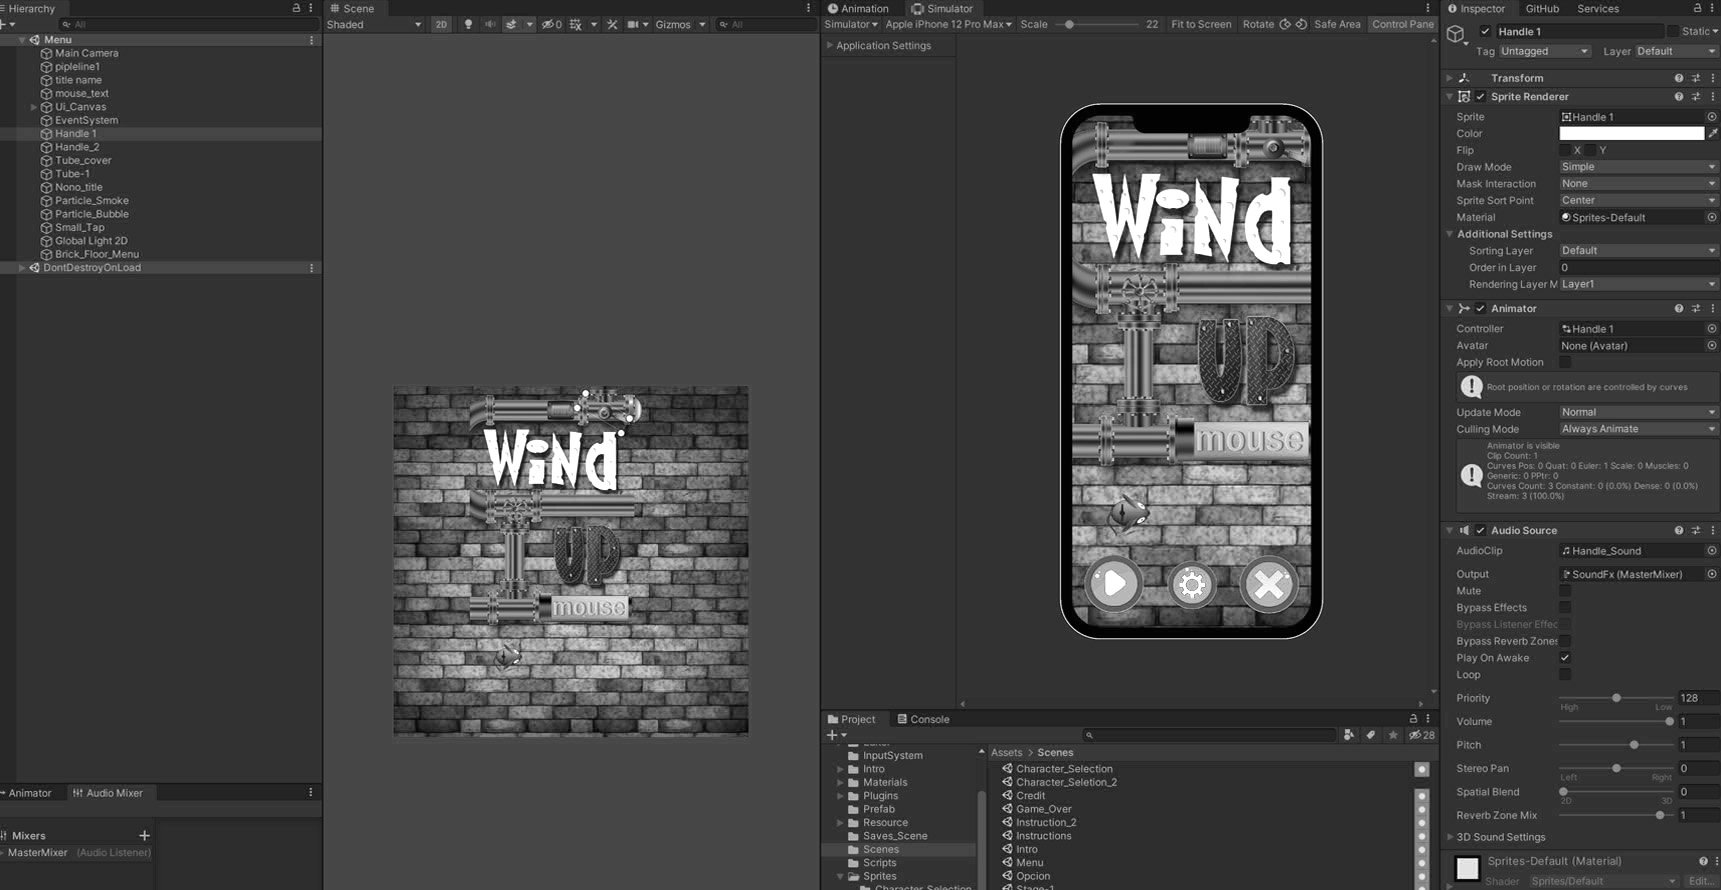 Hierarchy
All
Menu
Main Camera
pipleline1
title name
mouse_text
Ui_Canvas
EventSystem
Handle 1
Handle_2
Tube_cover
Tube-1
Nono_title
Particle_Smoke
Particle_Bubble
Small_Tap
Global Light 2D
Brick_Floor_Menu
DontDestroyOnLoad
Animator
Audio Mixer
Mixers
MasterMixer (Audio Listener)
Scene
Shaded
2D
0
Gizmos
All
WiNd
UP
mouse
Animation
Simulator
Simulator
Apple iPhone 12 Pro Max
Scale
22
Fit to Screen
Rotate
Safe Area
Control Pane
Application Settings
WiNd
UP
mouse
Project
Console
28
InputSystem
Intro
Materials
Plugins
Prefab
Resource
Saves_Scene
Scenes
Scripts
Sprites
Character_Selection
Assets > Scenes
Character_Selection
Character_Seletion_2
Credit
Game_Over
Instruction_2
Instructions
Intro
Menu
Opcion
Stage-1
Inspector
GitHub
Services
Handle 1
Static
Tag Untagged
Layer Default
Transform
Sprite Renderer
Sprite Handle 1
Color
Flip X Y
Draw Mode Simple
Mask Interaction None
Sprite Sort Point Center
Material Sprites-Default
Additional Settings
Sorting Layer Default
Order in Layer 0
Rendering Layer M Layer1
Animator
Controller Handle 1
Avatar None (Avatar)
Apply Root Motion
Root position or rotation are controlled by curves
Update Mode Normal
Culling Mode Always Animate
Animator is visible
Clip Count: 1
Curves Pos: 0 Quat: 0 Euler: 1 Scale: 0 Muscles: 0
Generic: 0 PPtr: 0
Curves Count: 3 Constant: 0 (0.0%) Dense: 0 (0.0%)
Stream: 3 (100.0%)
Audio Source
AudioClip Handle_Sound
Output SoundFx (MasterMixer)
Mute
Bypass Effects
Bypass Listener Effec
Bypass Reverb Zones
Play On Awake
Loop
Priority 128
High Low
Volume 1
Pitch 1
Stereo Pan 0
Left Right
Spatial Blend 0
2D 3D
Reverb Zone Mix 1
3D Sound Settings
Sprites-Default (Material)
Shader Sprites/Default Edit...